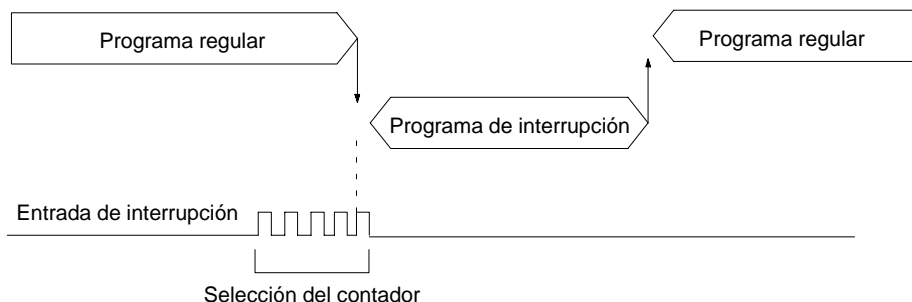 Programa regular
Programa regular
Programa de interrupción
Entrada de interrupción
Selección del contador